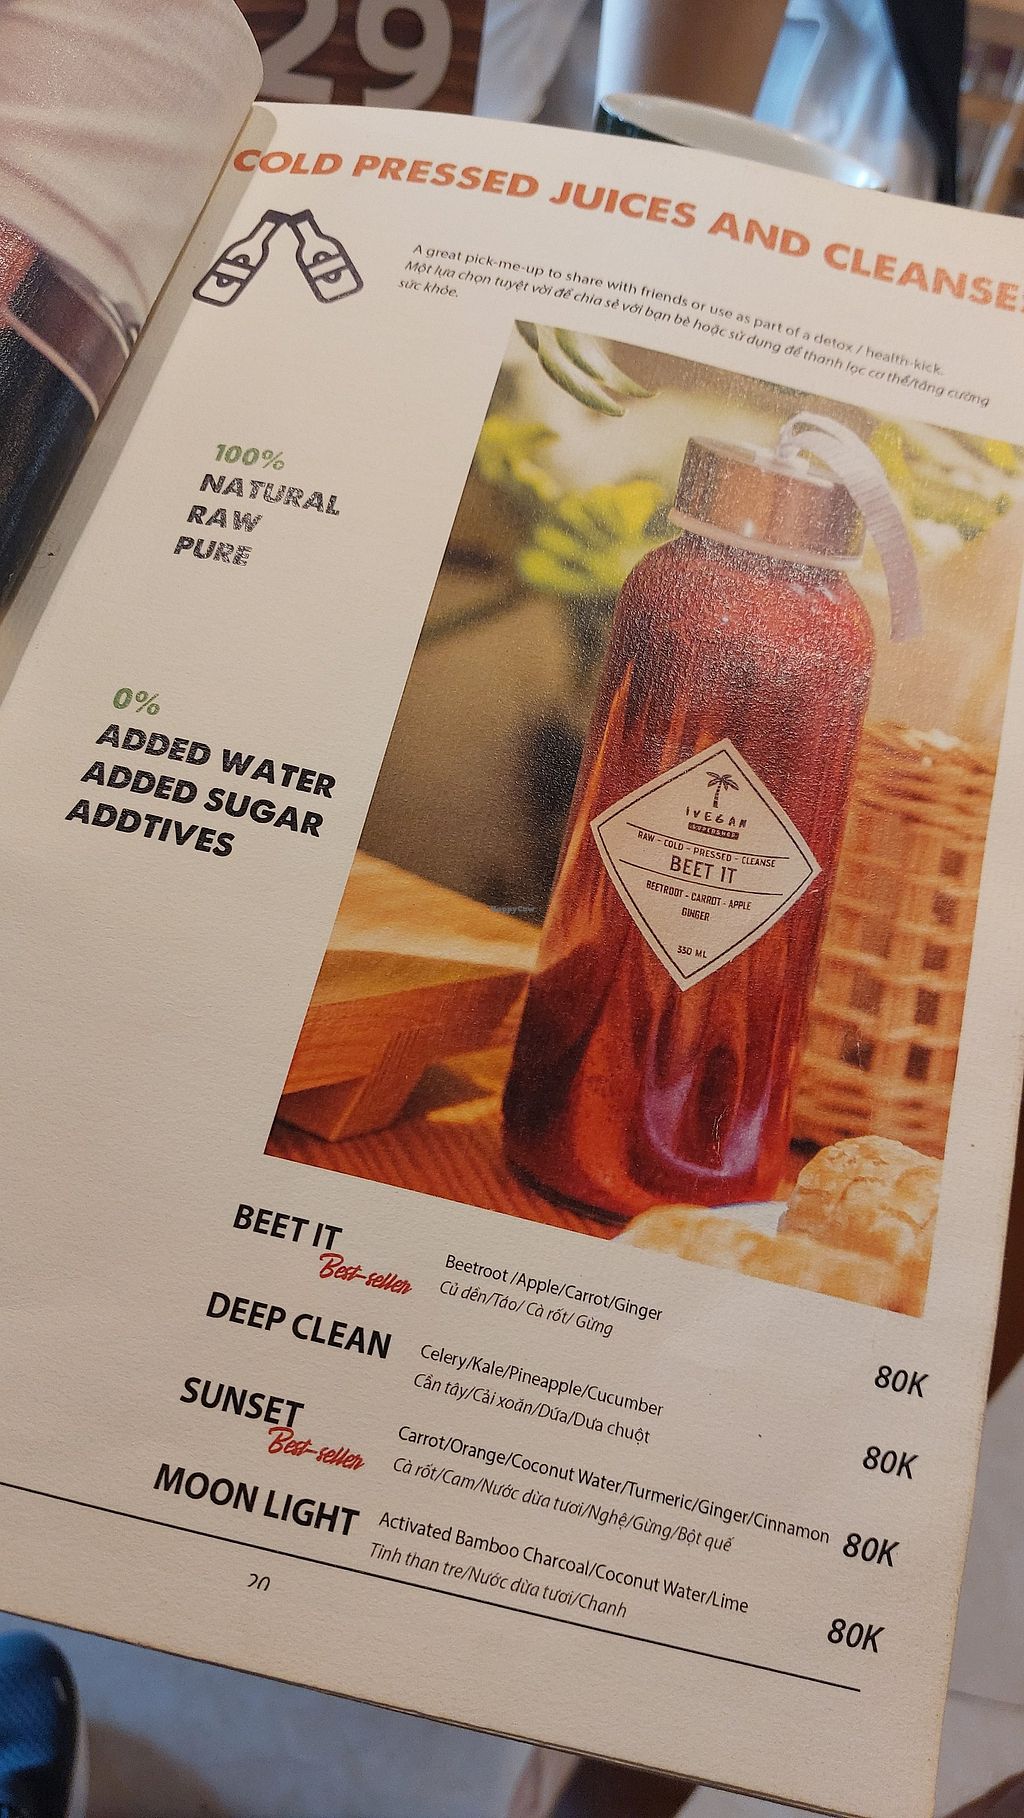 29
COLD PRESSED JUICES AND CLEANSE
A great pick-me-up to share with friends or use as part of a detox / health-kick.
Một lựa chọn tuyệt vời để chia sẻ với bạn bè hoặc sử dụng để thanh lọc cơ thể/tăng cường
sức khỏe.
100%
NATURAL
RAW
PURE
0%
ADDED WATER
ADDED SUGAR
ADDTIVES
IVEGAN
SUPERSHOP
RAW - COLD - PRESSED - CLEANSE
BEET IT
BEETROOT - CARROT - APPLE
GINGER
330 ML
HappyCow
BEET IT
Best-seller
Beetroot /Apple/Carrot/Ginger
Củ dền/Táo/ Cà rốt/ Gừng
80K
DEEP CLEAN
Celery/Kale/Pineapple/Cucumber
Cần tây/Cải xoăn/Dứa/Dưa chuột
80K
SUNSET
Best-seller
Carrot/Orange/Coconut Water/Turmeric/Ginger/Cinnamon
Cà rốt/Cam/Nước dừa tươi/Nghệ/Gừng/Bột quế
80K
MOON LIGHT
Activated Bamboo Charcoal/Coconut Water/Lime
Tinh than tre/Nước dừa tươi/Chanh
80K
20